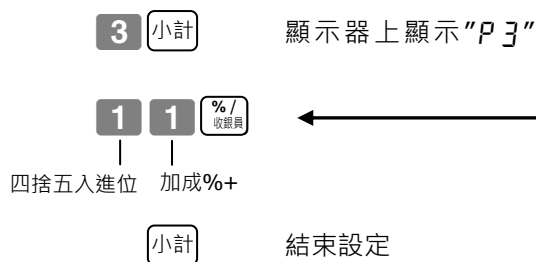 3 小計 顯示器上顯示"P 3"
1 1 %/收銀員
四捨五入進位 加成%+
小計 結束設定